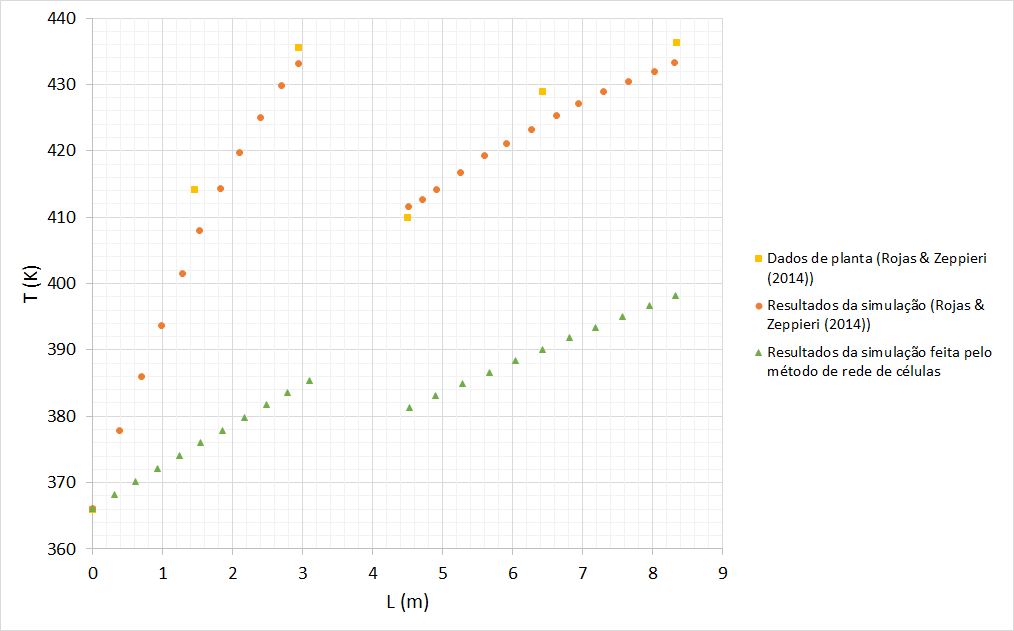 440
430
420
410
400
390
380
370
360
T (K)
0 1 2 3 4 5 6 7 8 9
L (m)
Dados de planta (Rojas & Zeppieri
(2014))
Resultados da simulação (Rojas &
Zeppieri (2014))
Resultados da simulação feita pelo
método de rede de células